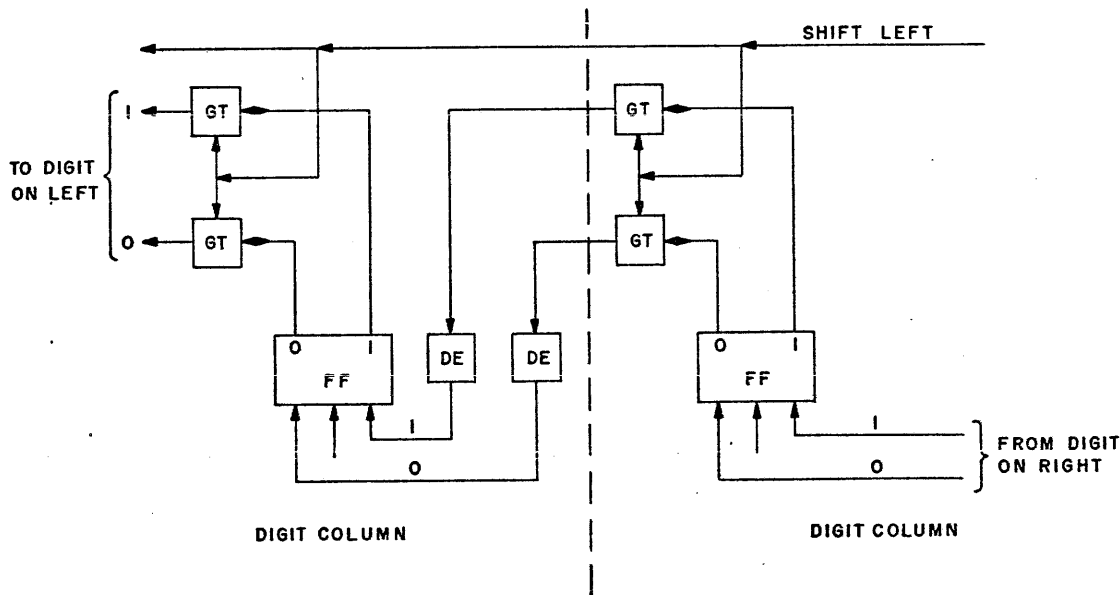 SHIFT LEFT
GT
GT
1
TO DIGIT
ON LEFT
0
GT
GT
0 1
FF
DE
DE
0 1
FF
1
0
1
0
FROM DIGIT
ON RIGHT
DIGIT COLUMN
DIGIT COLUMN